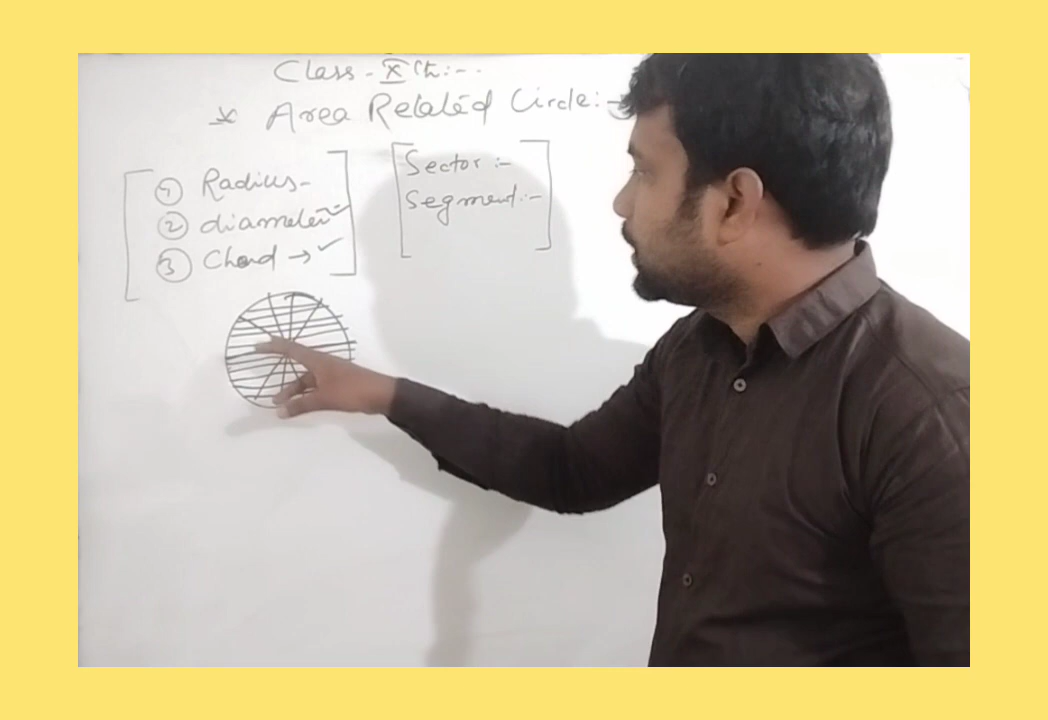 Class - X th :-
* Area Related Circle :-
① Radius -
② diameter
③ Chord →
Sector :-
Segment :-